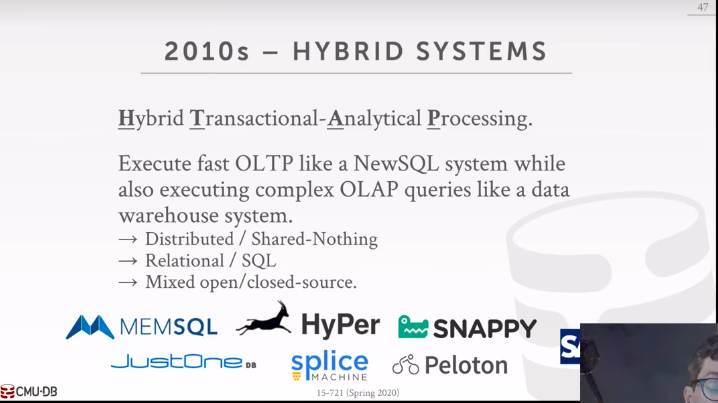 47
2010s – HYBRID SYSTEMS
Hybrid Transactional-Analytical Processing.
Execute fast OLTP like a NewSQL system while
also executing complex OLAP queries like a data
warehouse system.
→ Distributed / Shared-Nothing
→ Relational / SQL
→ Mixed open/closed-source.
MEMSQL HyPer SNAPPY
JustOne DB splice MACHINE Peloton
CMU·DB
15-721 (Spring 2020)